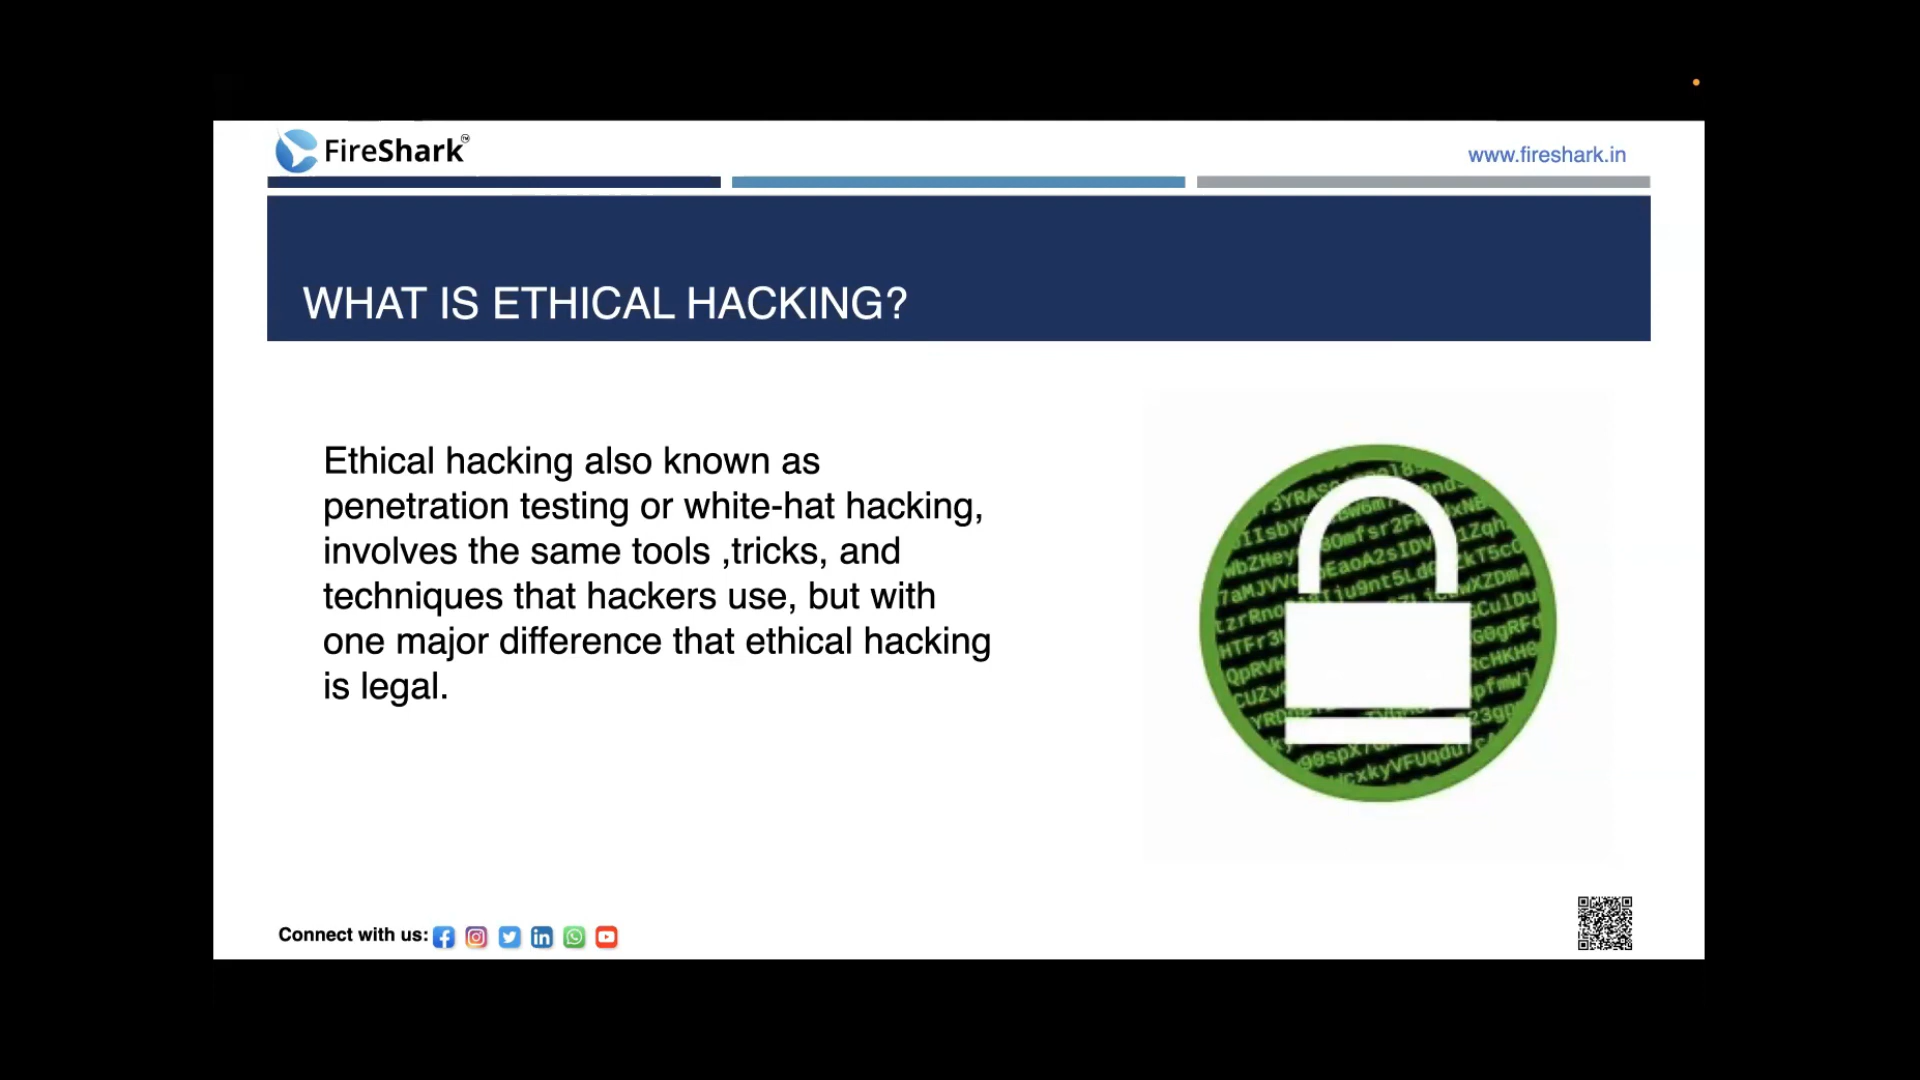 FireShark™
www.fireshark.in
WHAT IS ETHICAL HACKING?
Ethical hacking also known as
penetration testing or white-hat hacking,
involves the same tools ,tricks, and
techniques that hackers use, but with
one major difference that ethical hacking
is legal.
Connect with us: